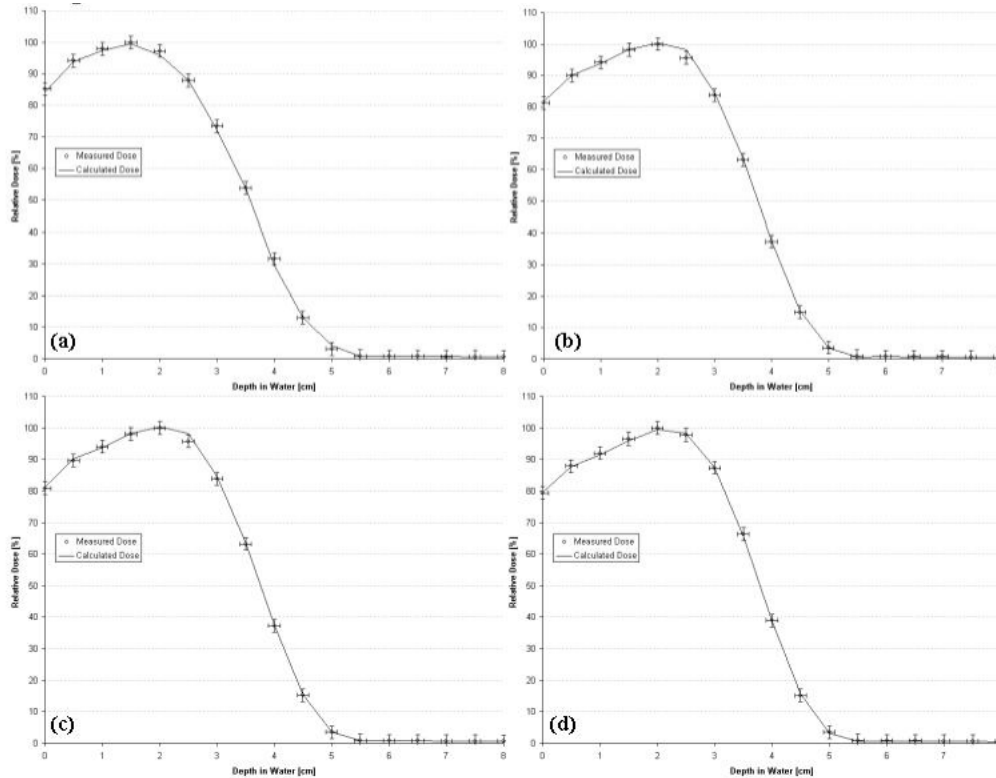 110
100
90
80
70
60
50
40
30
20
10
0
Relative Dose [%]
Measured Dose
Calculated Dose
(a)
0 1 2 3 4 5 6 7 8
Depth in Water [cm]
110
100
90
80
70
60
50
40
30
20
10
0
Relative Dose [%]
Measured Dose
Calculated Dose
(b)
0 1 2 3 4 5 6 7
Depth in Water [cm]
110
100
90
80
70
60
50
40
30
20
10
0
Relative Dose [%]
Measured Dose
Calculated Dose
(c)
0 1 2 3 4 5 6 7 8
Depth in Water [cm]
110
100
90
80
70
60
50
40
30
20
10
0
Relative Dose [%]
Measured Dose
Calculated Dose
(d)
0 1 2 3 4 5 6 7
Depth in Water [cm]